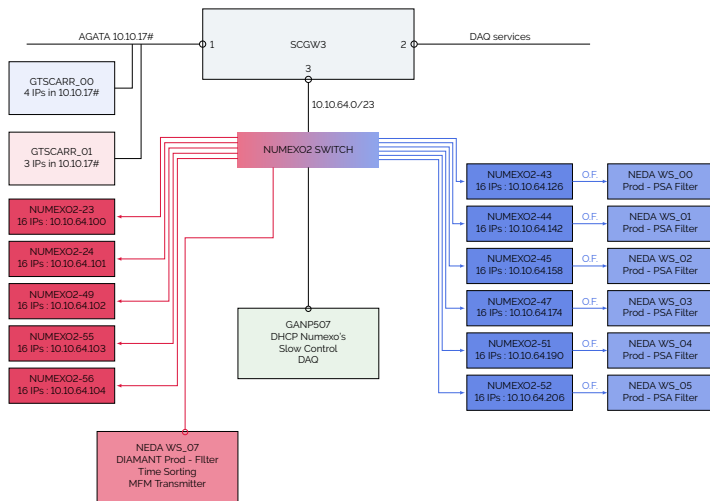 AGATA 10.10.17#
1
SCGW3
2
DAQ services
3
GTSCARR_00
4 IPs in 10.10.17#
10.10.64.0/23
GTSCARR_01
3 IPs in 10.10.17#
NUMEXO2 SWITCH
NUMEXO2-23
16 IPs : 10.10.64.100
NUMEXO2-24
16 IPs : 10.10.64.101
NUMEXO2-49
16 IPs : 10.10.64.102
NUMEXO2-55
16 IPs : 10.10.64.103
NUMEXO2-56
16 IPs : 10.10.64.104
GANP507
DHCP Numexo's
Slow Control
DAQ
NEDA WS_07
DIAMANT Prod - FIlter
Time Sorting
MFM Transmitter
NUMEXO2-43
16 IPs : 10.10.64.126
O.F.
NEDA WS_00
Prod - PSA Filter
NUMEXO2-44
16 IPs : 10.10.64.142
O.F.
NEDA WS_01
Prod - PSA Filter
NUMEXO2-45
16 IPs : 10.10.64.158
O.F.
NEDA WS_02
Prod - PSA Filter
NUMEXO2-47
16 IPs : 10.10.64.174
O.F.
NEDA WS_03
Prod - PSA Filter
NUMEXO2-51
16 IPs : 10.10.64.190
O.F.
NEDA WS_04
Prod - PSA Filter
NUMEXO2-52
16 IPs : 10.10.64.206
O.F.
NEDA WS_05
Prod - PSA Filter